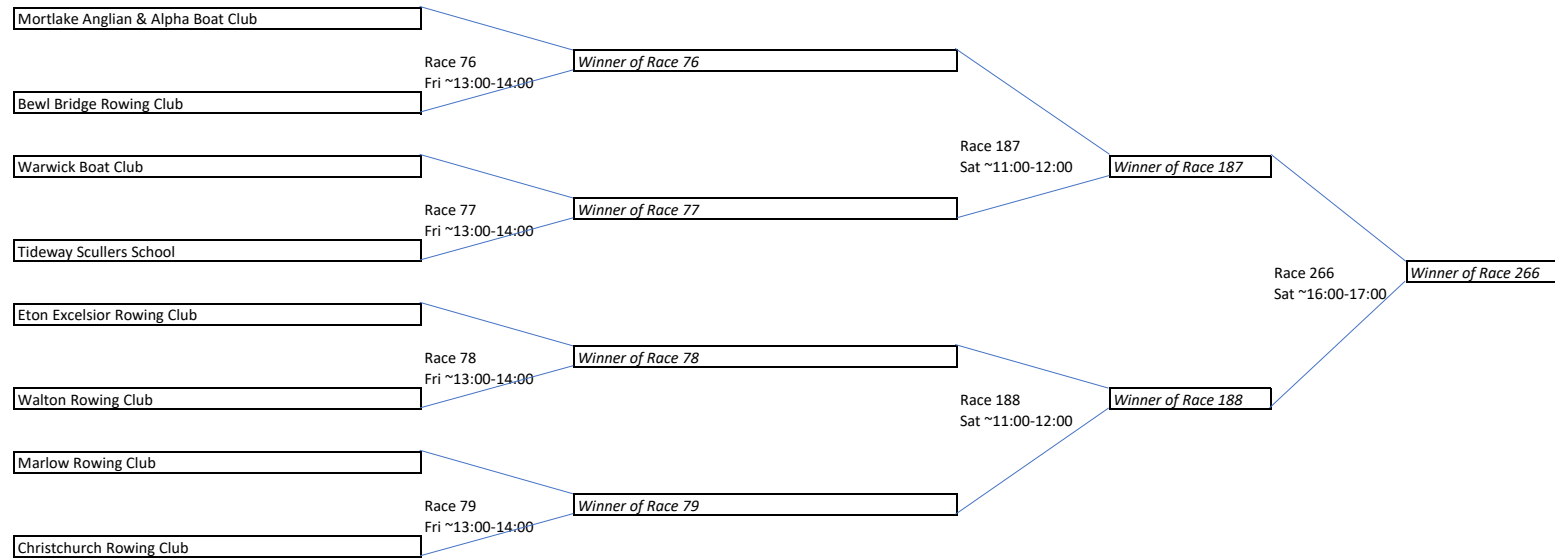 Mortlake Anglian & Alpha Boat Club
Race 76
Fri ~13:00-14:00
Winner of Race 76
Bewl Bridge Rowing Club
Race 187
Sat ~11:00-12:00
Winner of Race 187
Warwick Boat Club
Race 77
Fri ~13:00-14:00
Winner of Race 77
Tideway Scullers School
Race 266
Sat ~16:00-17:00
Winner of Race 266
Eton Excelsior Rowing Club
Race 78
Fri ~13:00-14:00
Winner of Race 78
Walton Rowing Club
Race 188
Sat ~11:00-12:00
Winner of Race 188
Marlow Rowing Club
Race 79
Fri ~13:00-14:00
Winner of Race 79
Christchurch Rowing Club